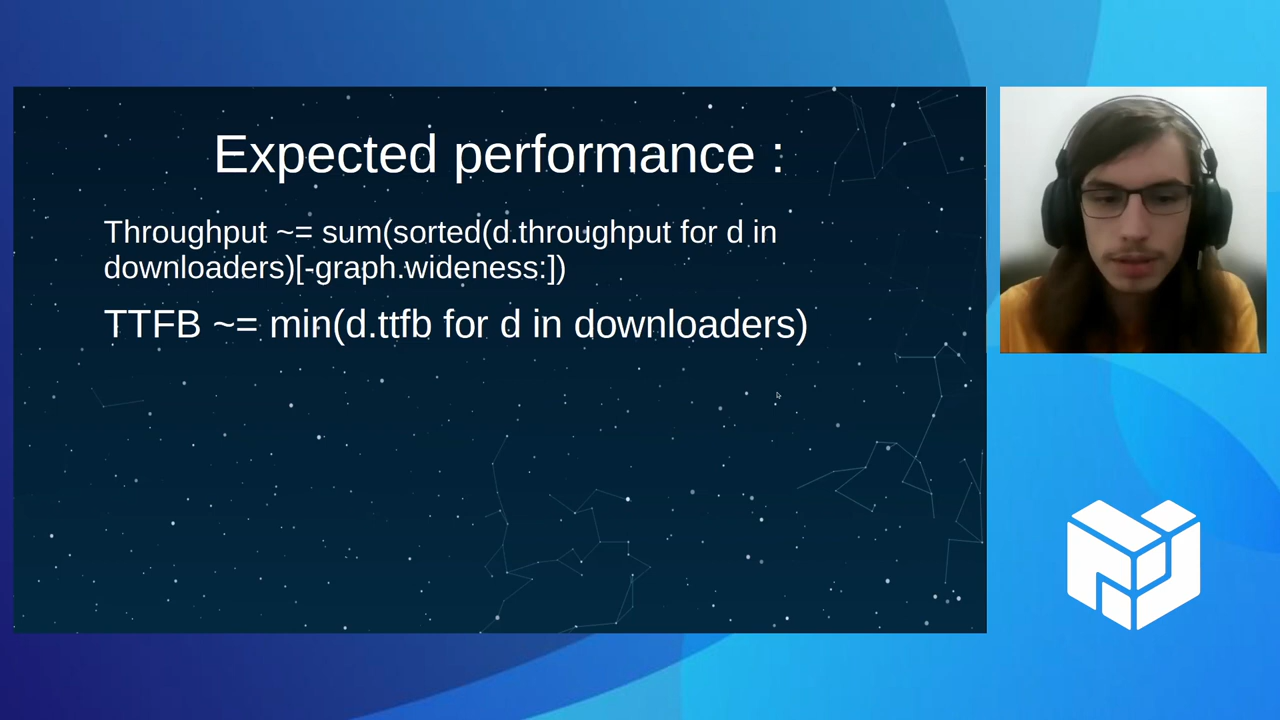 Expected performance :
Throughput ~= sum(sorted(d.throughput for d in
downloaders)[-graph.wideness:])
TTFB ~= min(d.ttfb for d in downloaders)